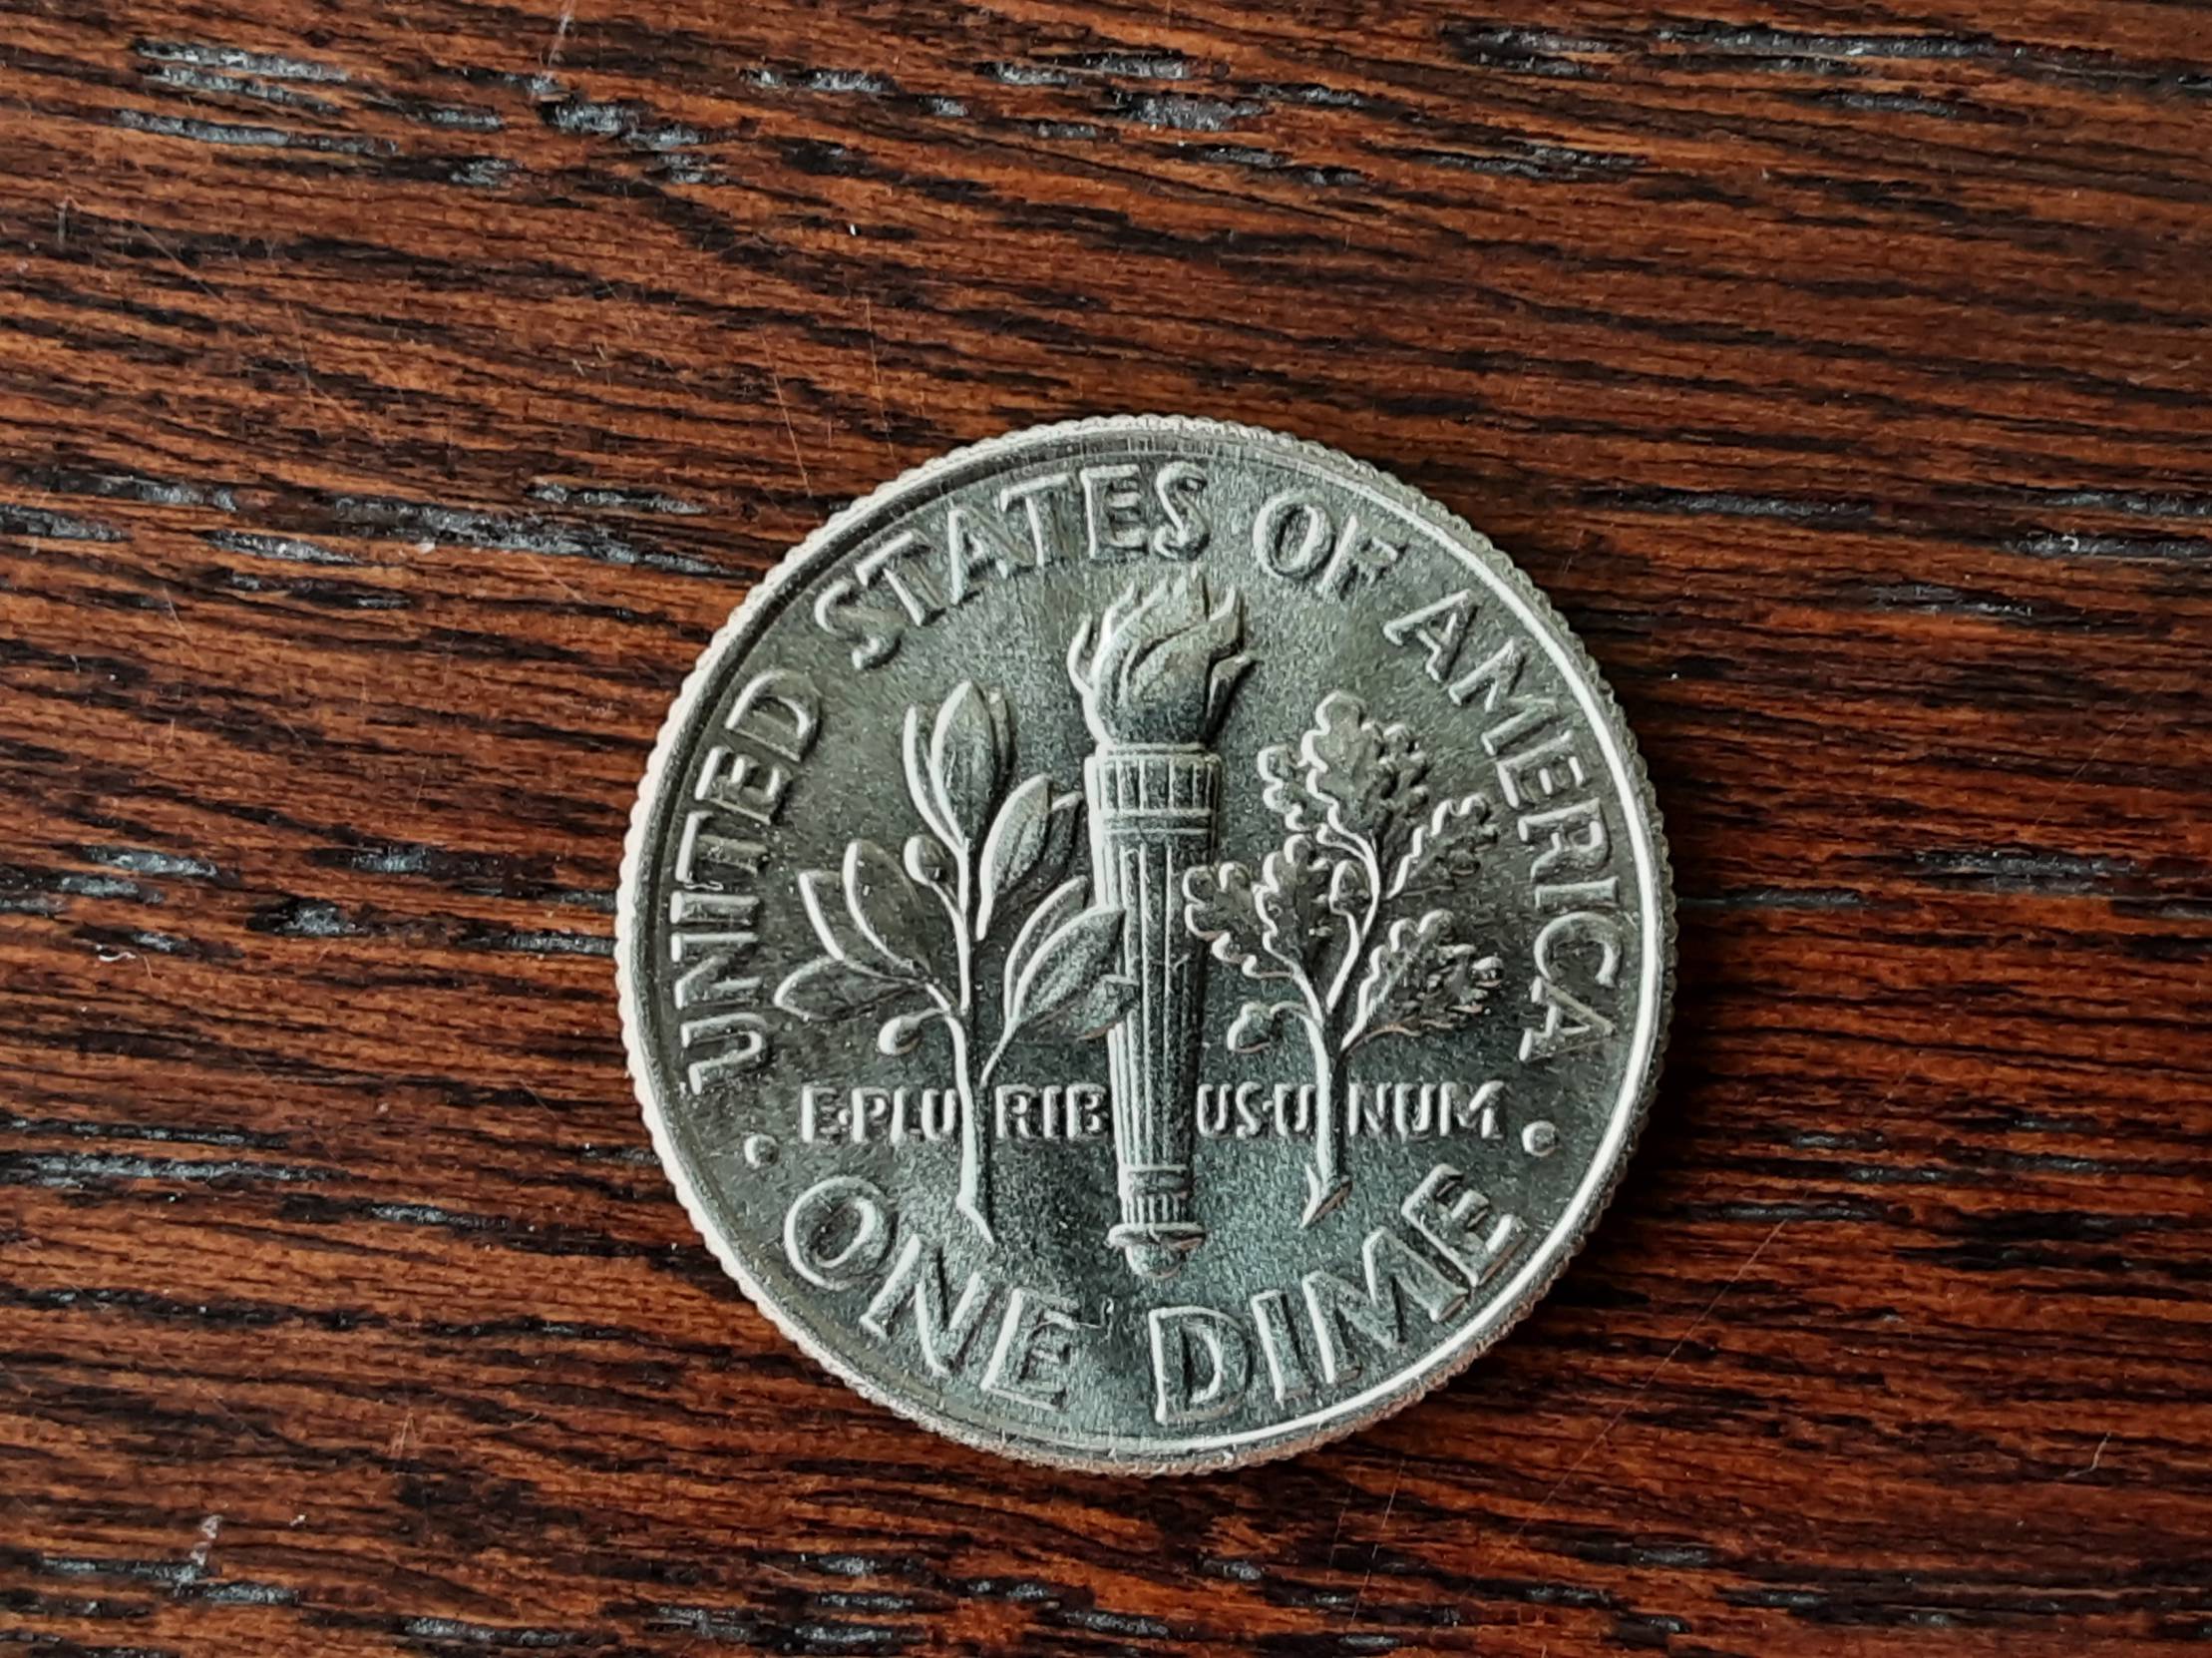 UNITED STATES OF AMERICA
E·PLURIBUS·UNUM
· ONE DIME ·